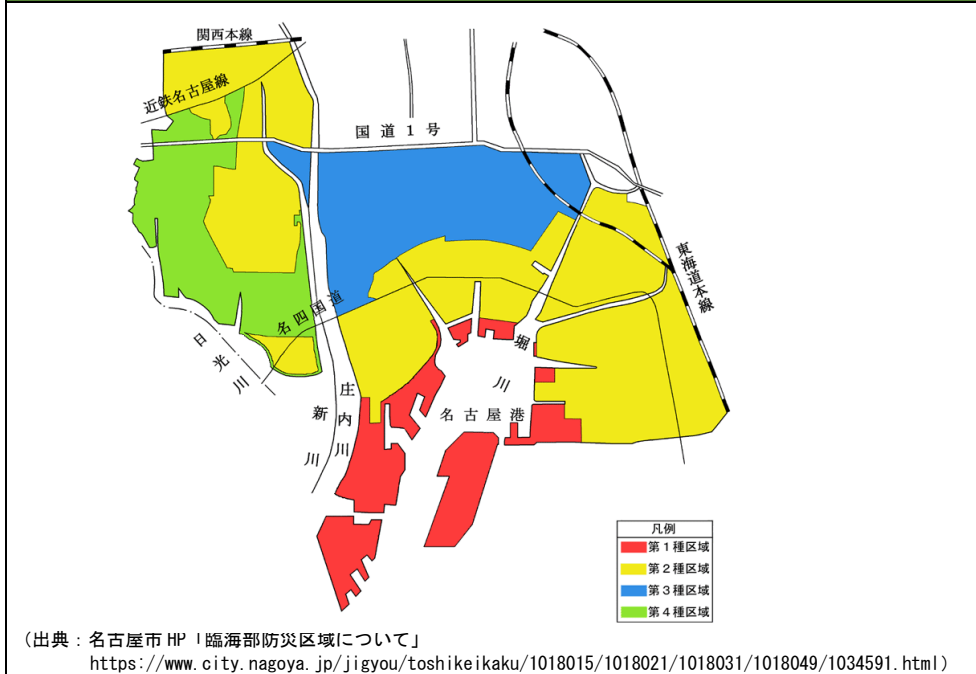 関西本線
近鉄名古屋線
国道1号
東海道本線
名四国道
日光川
新川
庄内川
堀川
名古屋港
凡例
第1種区域
第2種区域
第3種区域
第4種区域
（出典：名古屋市 HP「臨海部防災区域について」
https://www.city.nagoya.jp/jigyou/toshikeikaku/1018015/1018021/1018031/1018049/1034591.html）